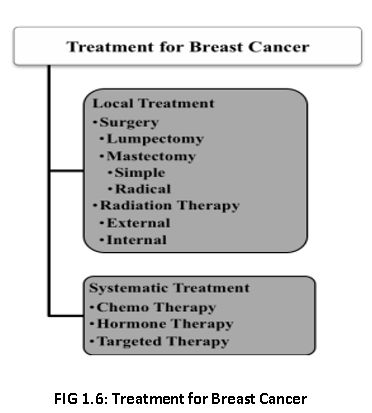 Treatment for Breast Cancer
Local Treatment
•Surgery
•Lumpectomy
•Mastectomy
•Simple
•Radical
•Radiation Therapy
•External
•Internal
Systematic Treatment
•Chemo Therapy
•Hormone Therapy
•Targeted Therapy
FIG 1.6: Treatment for Breast Cancer